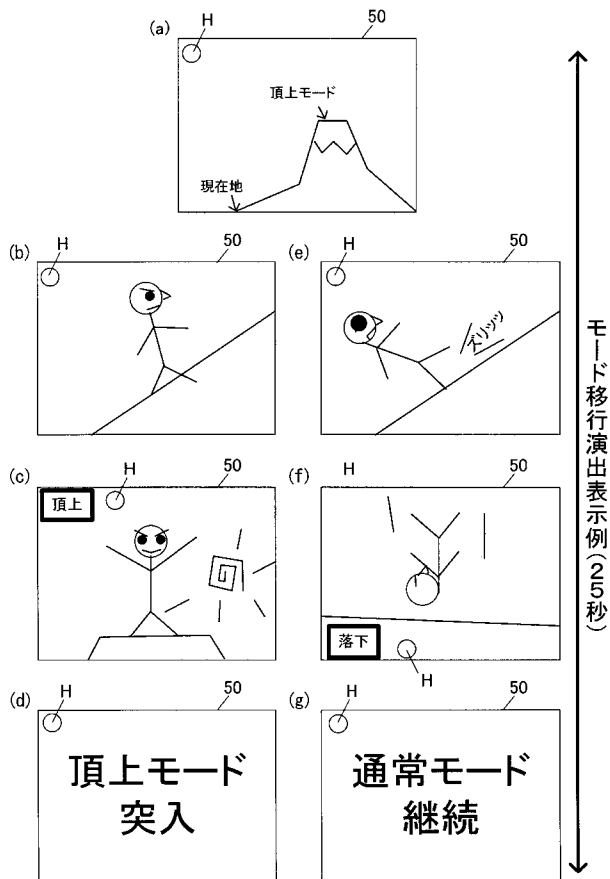 (a)
H
50
頂上モード
現在地
(b)
H
50
(e)
H
50
ズリッツ
(c)
H
50
頂上
(f)
H
50
落下
H
(d)
H
50
頂上モード
突入
(g)
H
50
通常モード
継続
モード移行演出表示例(25秒)